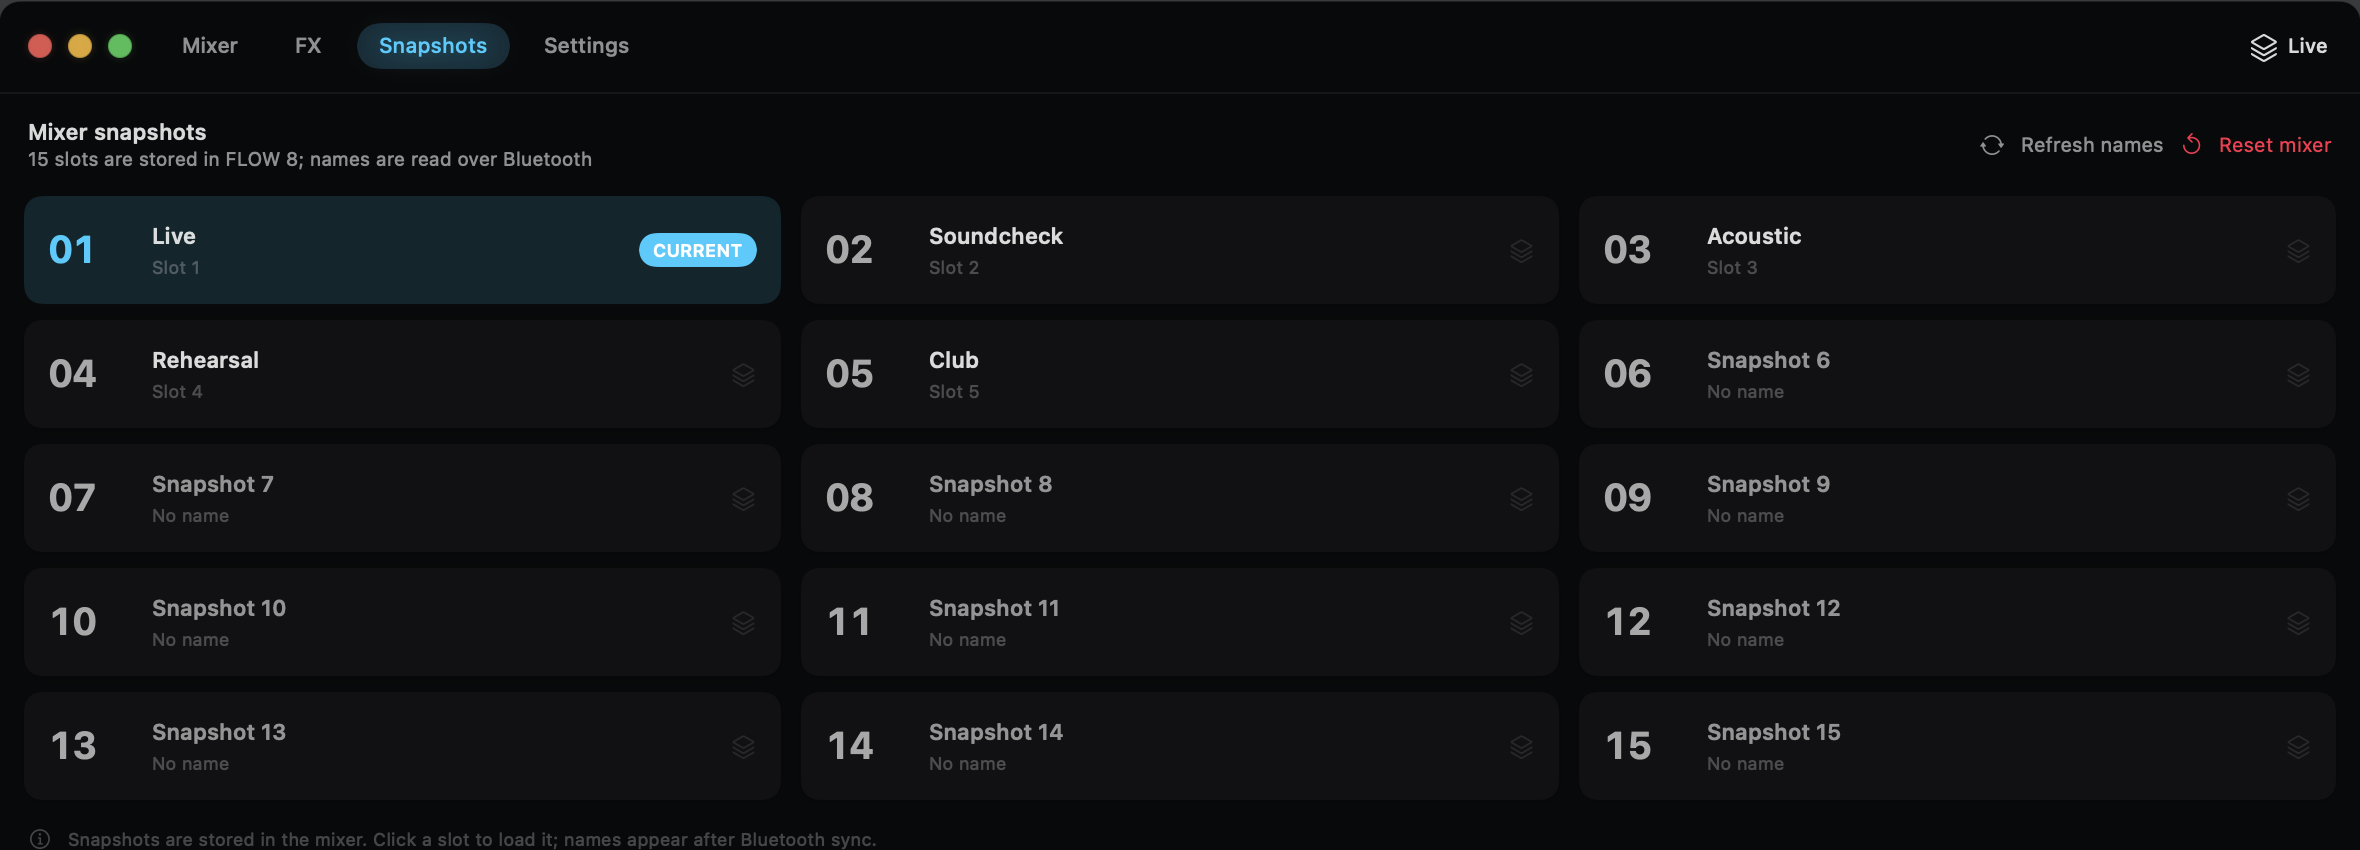 Mixer
FX
Snapshots
Settings
Live
Mixer snapshots
15 slots are stored in FLOW 8; names are read over Bluetooth
Refresh names
Reset mixer
01
Live
Slot 1
CURRENT
02
Soundcheck
Slot 2
03
Acoustic
Slot 3
04
Rehearsal
Slot 4
05
Club
Slot 5
06
Snapshot 6
No name
07
Snapshot 7
No name
08
Snapshot 8
No name
09
Snapshot 9
No name
10
Snapshot 10
No name
11
Snapshot 11
No name
12
Snapshot 12
No name
13
Snapshot 13
No name
14
Snapshot 14
No name
15
Snapshot 15
No name
Snapshots are stored in the mixer. Click a slot to load it; names appear after Bluetooth sync.